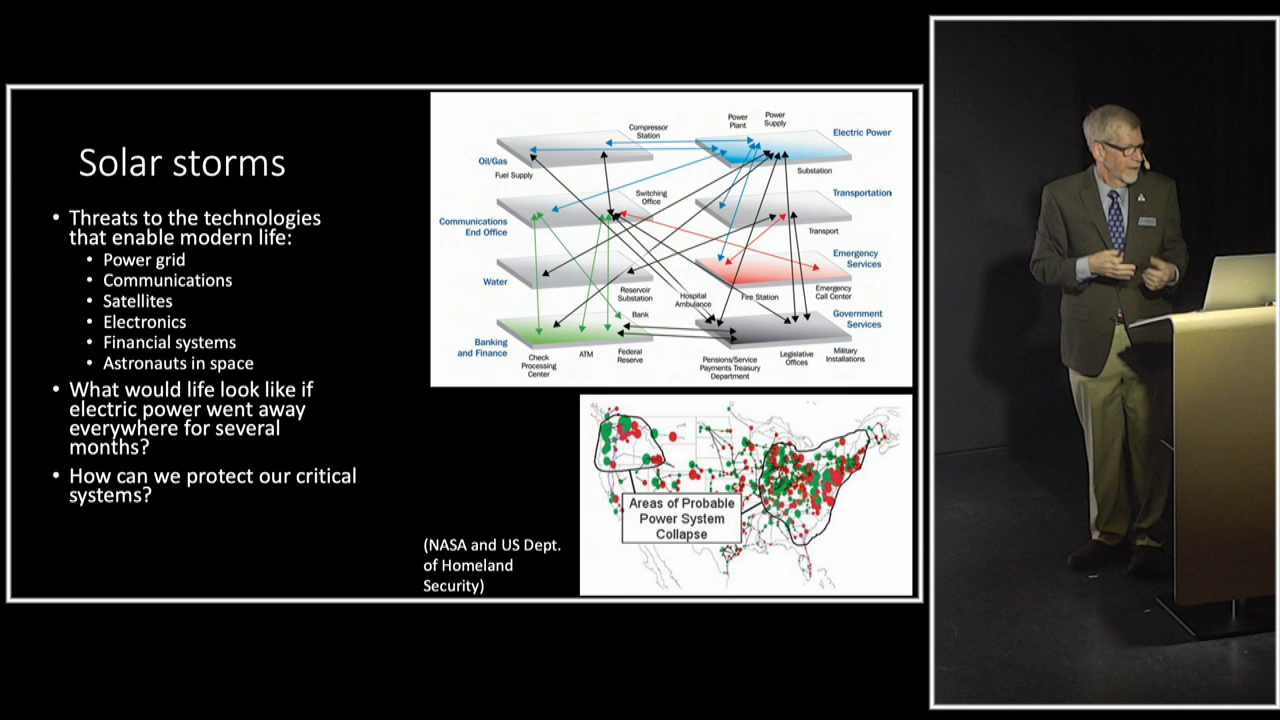 Solar storms
• Threats to the technologies
that enable modern life:
• Power grid
• Communications
• Satellites
• Electronics
• Financial systems
• Astronauts in space
• What would life look like if
electric power went away
everywhere for several
months?
• How can we protect our critical
systems?
(NASA and US Dept.
of Homeland
Security)
Compressor
Station
Power
Plant
Power
Supply
Electric Power
Oil/Gas
Fuel Supply
Substation
Switching
Office
Transportation
Communications
End Office
Transport
Emergency
Services
Water
Reservoir
Substation
Hospital
Ambulance
Fire Station
Emergency
Call Center
Bank
Government
Services
Banking
and Finance
Check
Processing
Center
ATM
Federal
Reserve
Pensions/Service
Payments Treasury
Department
Legislative
Offices
Military
Installations
Areas of Probable
Power System
Collapse